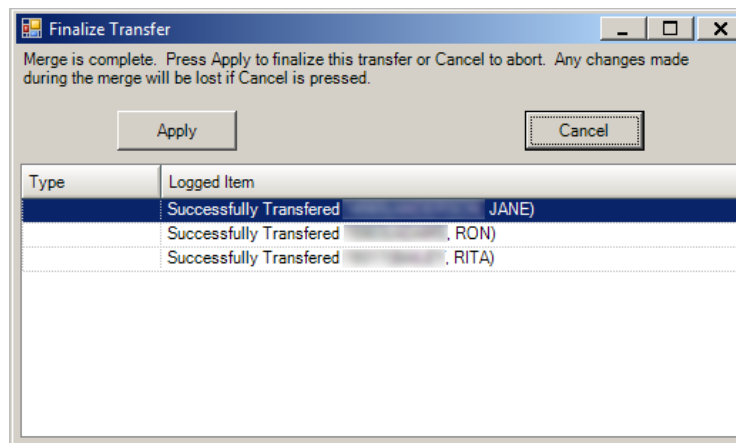 Finalize Transfer
Merge is complete.  Press Apply to finalize this transfer or Cancel to abort.  Any changes made
during the merge will be lost if Cancel is pressed.
Apply Cancel
Type Logged Item
Successfully Transfered JANE)
Successfully Transfered , RON)
Successfully Transfered , RITA)